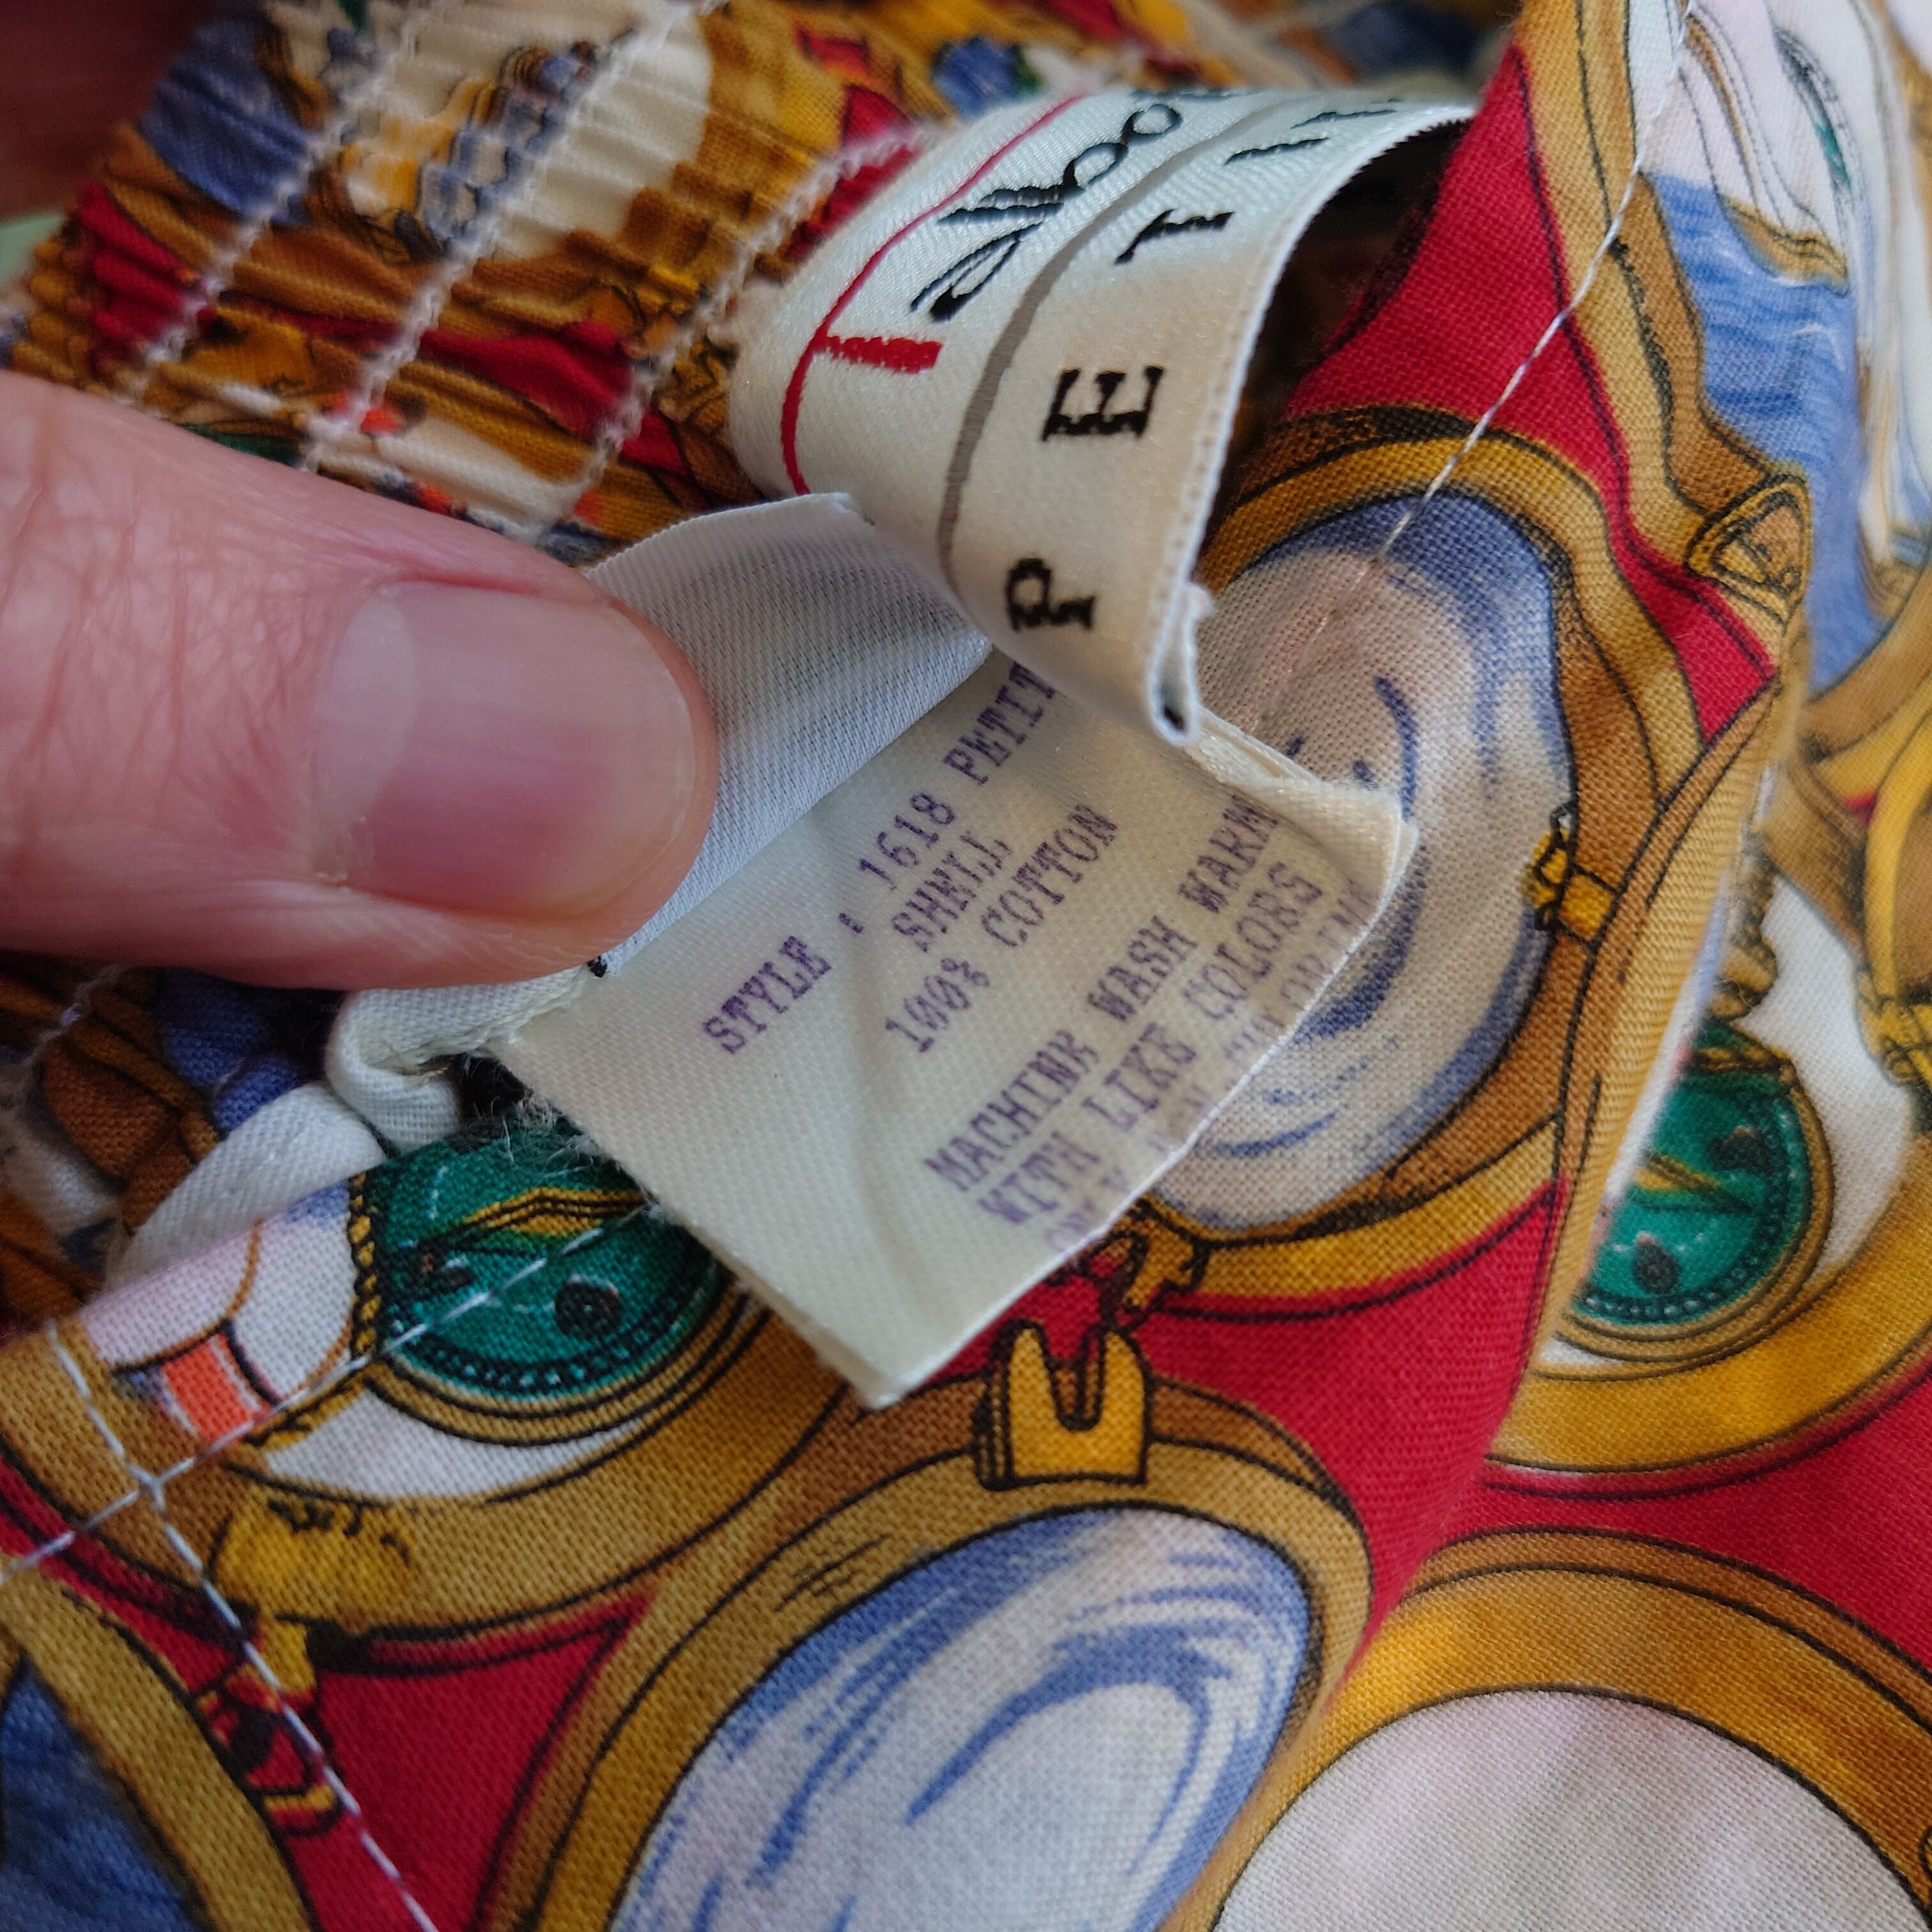 PETIT
STYLE : 1618 PETIT
SHELL
100% COTTON
MACHINE WASH WARM
WITH LIKE COLORS